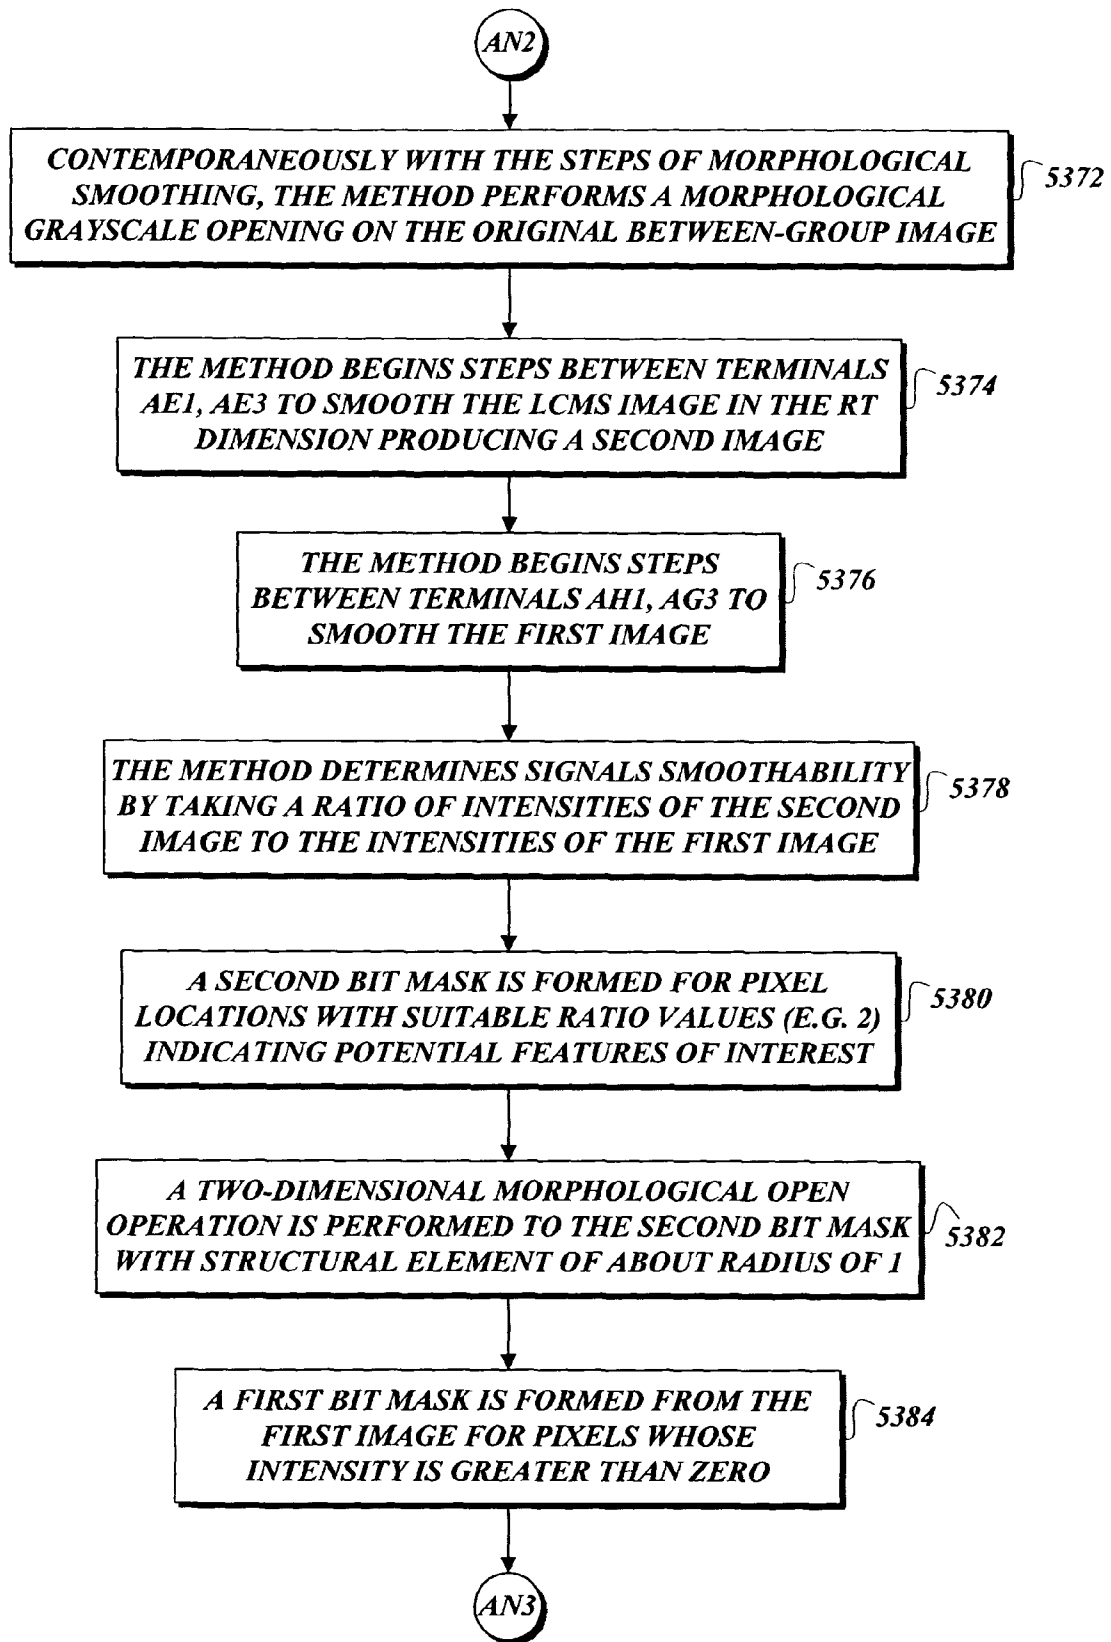 AN2
CONTEMPORANEOUSLY WITH THE STEPS OF MORPHOLOGICAL
SMOOTHING, THE METHOD PERFORMS A MORPHOLOGICAL
GRAYSCALE OPENING ON THE ORIGINAL BETWEEN-GROUP IMAGE
5372
THE METHOD BEGINS STEPS BETWEEN TERMINALS
AE1, AE3 TO SMOOTH THE LCMS IMAGE IN THE RT
DIMENSION PRODUCING A SECOND IMAGE
5374
THE METHOD BEGINS STEPS
BETWEEN TERMINALS AH1, AG3 TO
SMOOTH THE FIRST IMAGE
5376
THE METHOD DETERMINES SIGNALS SMOOTHABILITY
BY TAKING A RATIO OF INTENSITIES OF THE SECOND
IMAGE TO THE INTENSITIES OF THE FIRST IMAGE
5378
A SECOND BIT MASK IS FORMED FOR PIXEL
LOCATIONS WITH SUITABLE RATIO VALUES (E.G. 2)
INDICATING POTENTIAL FEATURES OF INTEREST
5380
A TWO-DIMENSIONAL MORPHOLOGICAL OPEN
OPERATION IS PERFORMED TO THE SECOND BIT MASK
WITH STRUCTURAL ELEMENT OF ABOUT RADIUS OF 1
5382
A FIRST BIT MASK IS FORMED FROM THE
FIRST IMAGE FOR PIXELS WHOSE
INTENSITY IS GREATER THAN ZERO
5384
AN3